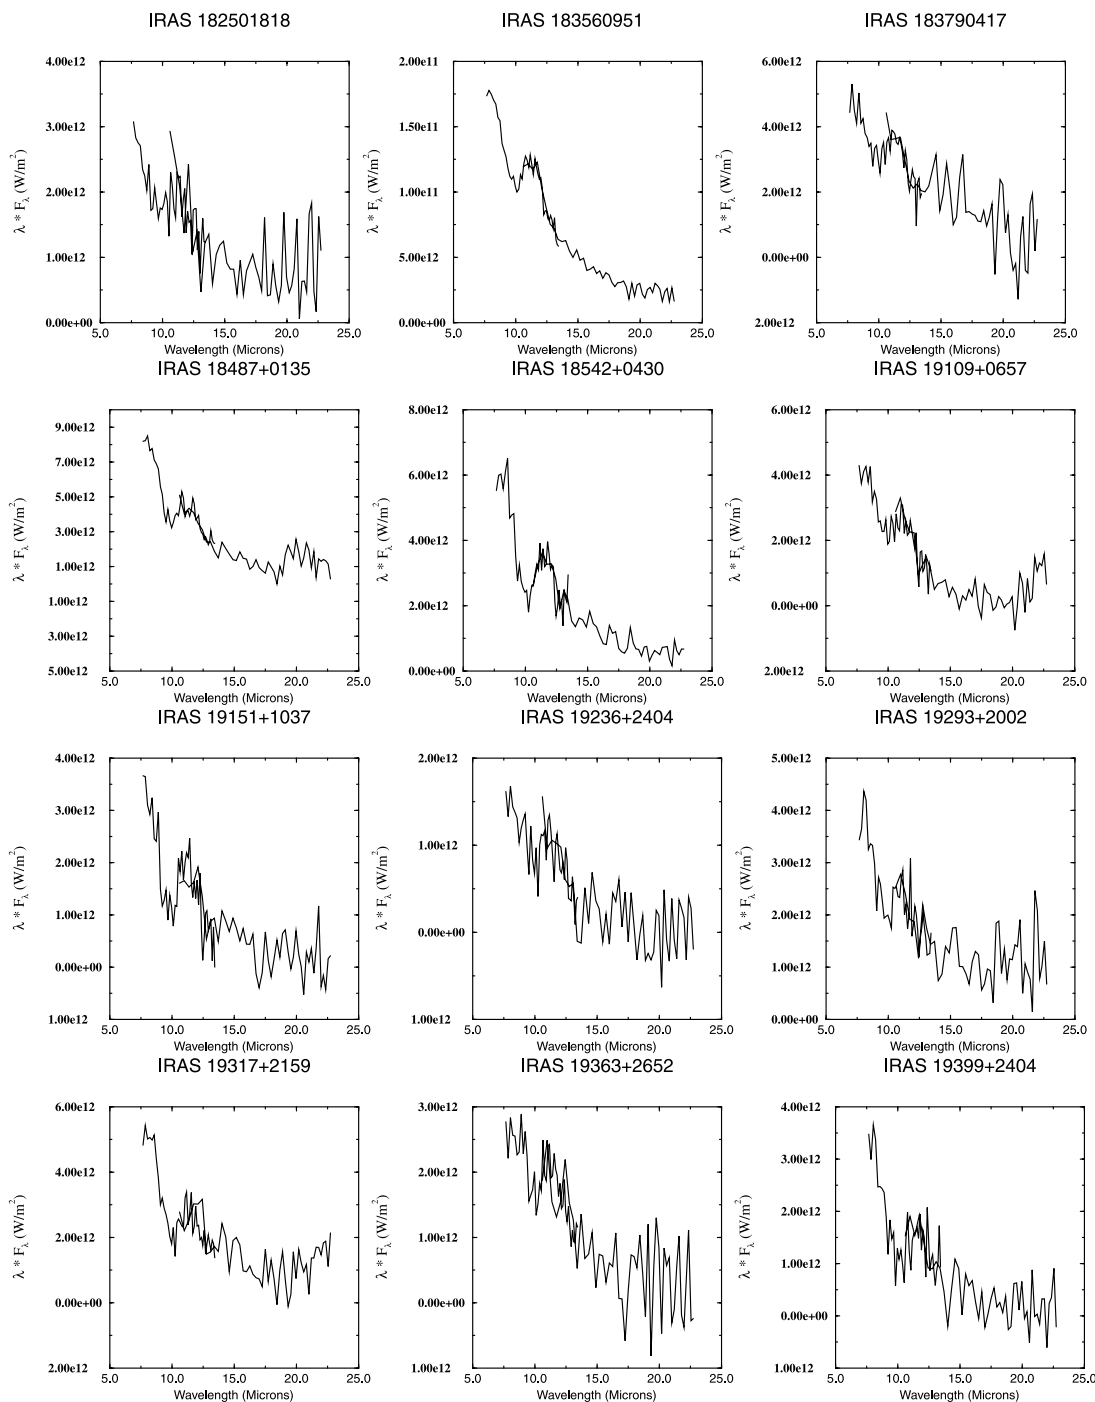 IRAS 182501818
IRAS 183560951
IRAS 183790417
4.00e12
3.00e12
2.00e12
1.00e12
0.00e+00
λ * F_λ (W/m²)
5.0 10.0 15.0 20.0 25.0
Wavelength (Microns)
2.00e11
1.50e11
1.00e11
5.00e12
0.00e+00
λ * F_λ (W/m²)
5.0 10.0 15.0 20.0 25.0
Wavelength (Microns)
6.00e12
4.00e12
2.00e12
0.00e+00
2.00e12
λ * F_λ (W/m²)
5.0 10.0 15.0 20.0 25.0
Wavelength (Microns)
IRAS 18487+0135
IRAS 18542+0430
IRAS 19109+0657
9.00e12
7.00e12
5.00e12
3.00e12
1.00e12
1.00e12
3.00e12
5.00e12
λ * F_λ (W/m²)
5.0 10.0 15.0 20.0 25.0
Wavelength (Microns)
8.00e12
6.00e12
4.00e12
2.00e12
0.00e+00
λ * F_λ (W/m²)
5.0 10.0 15.0 20.0 25.0
Wavelength (Microns)
6.00e12
4.00e12
2.00e12
0.00e+00
2.00e12
λ * F_λ (W/m²)
5.0 10.0 15.0 20.0 25.0
Wavelength (Microns)
IRAS 19151+1037
IRAS 19236+2404
IRAS 19293+2002
4.00e12
3.00e12
2.00e12
1.00e12
0.00e+00
1.00e12
λ * F_λ (W/m²)
5.0 10.0 15.0 20.0 25.0
Wavelength (Microns)
2.00e12
1.00e12
0.00e+00
1.00e12
λ * F_λ (W/m²)
5.0 10.0 15.0 20.0 25.0
Wavelength (Microns)
5.00e12
4.00e12
3.00e12
2.00e12
1.00e12
0.00e+00
λ * F_λ (W/m²)
5.0 10.0 15.0 20.0 25.0
Wavelength (Microns)
IRAS 19317+2159
IRAS 19363+2652
IRAS 19399+2404
6.00e12
4.00e12
2.00e12
0.00e+00
2.00e12
λ * F_λ (W/m²)
5.0 10.0 15.0 20.0 25.0
Wavelength (Microns)
3.00e12
2.00e12
1.00e12
0.00e+00
1.00e12
λ * F_λ (W/m²)
5.0 10.0 15.0 20.0 25.0
Wavelength (Microns)
4.00e12
3.00e12
2.00e12
1.00e12
0.00e+00
1.00e12
λ * F_λ (W/m²)
5.0 10.0 15.0 20.0 25.0
Wavelength (Microns)